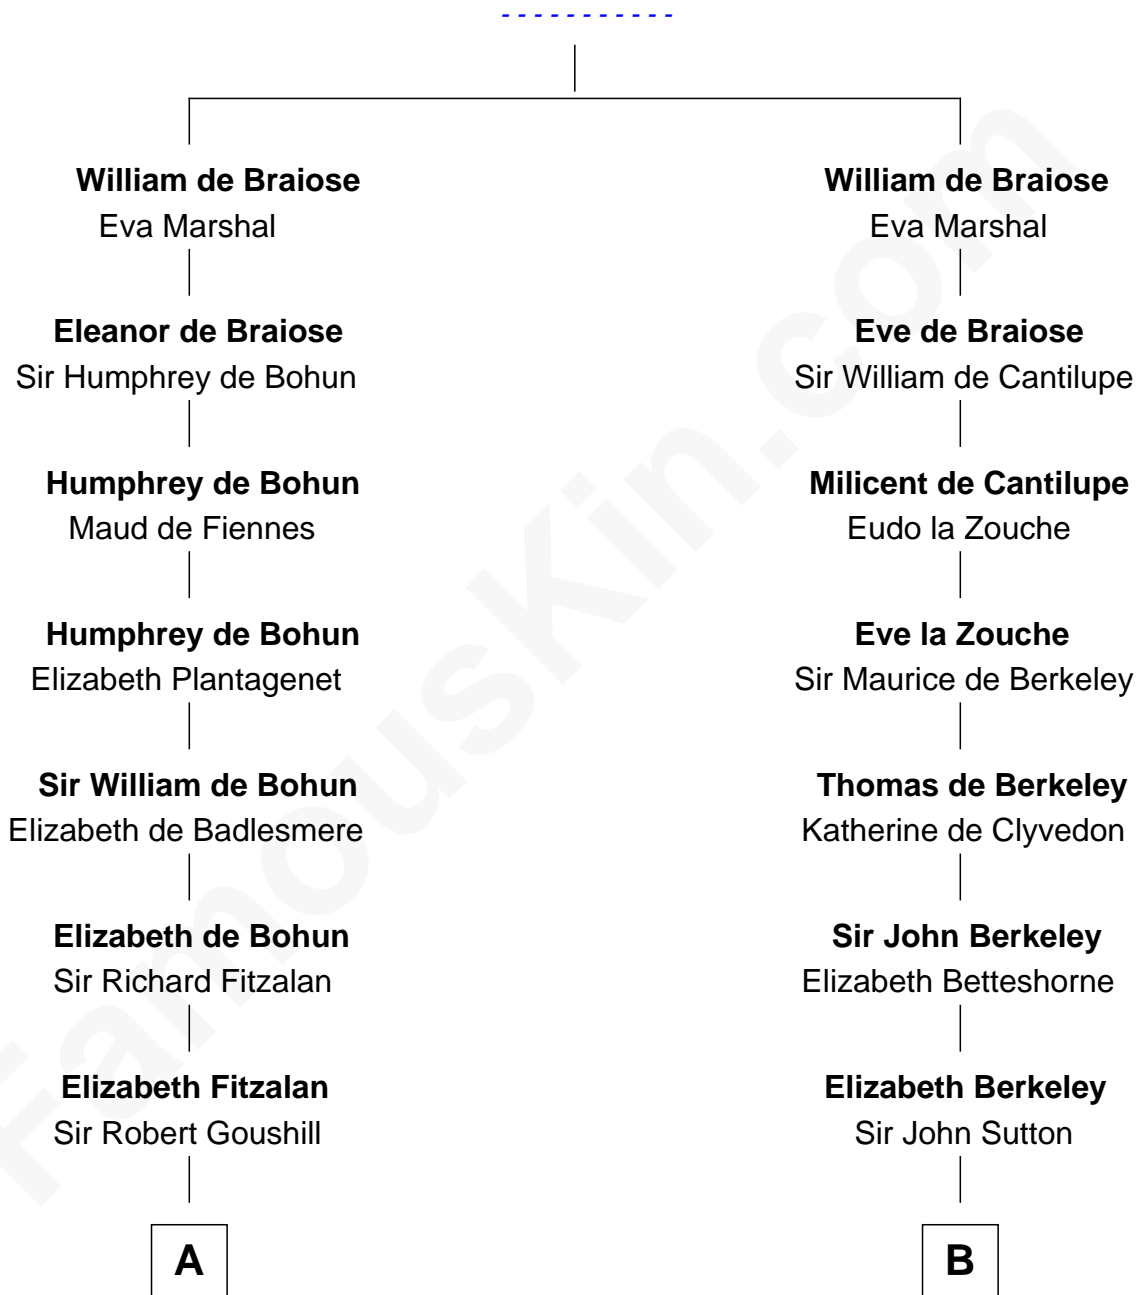 - - - - - - - - - - -
William de Braiose
Eva Marshal
Eleanor de Braiose
Sir Humphrey de Bohun
Humphrey de Bohun
Maud de Fiennes
Humphrey de Bohun
Elizabeth Plantagenet
Sir William de Bohun
Elizabeth de Badlesmere
Elizabeth de Bohun
Sir Richard Fitzalan
Elizabeth Fitzalan
Sir Robert Goushill
A
William de Braiose
Eva Marshal
Eve de Braiose
Sir William de Cantilupe
Milicent de Cantilupe
Eudo la Zouche
Eve la Zouche
Sir Maurice de Berkeley
Thomas de Berkeley
Katherine de Clyvedon
Sir John Berkeley
Elizabeth Betteshorne
Elizabeth Berkeley
Sir John Sutton
B
FamousKin.com